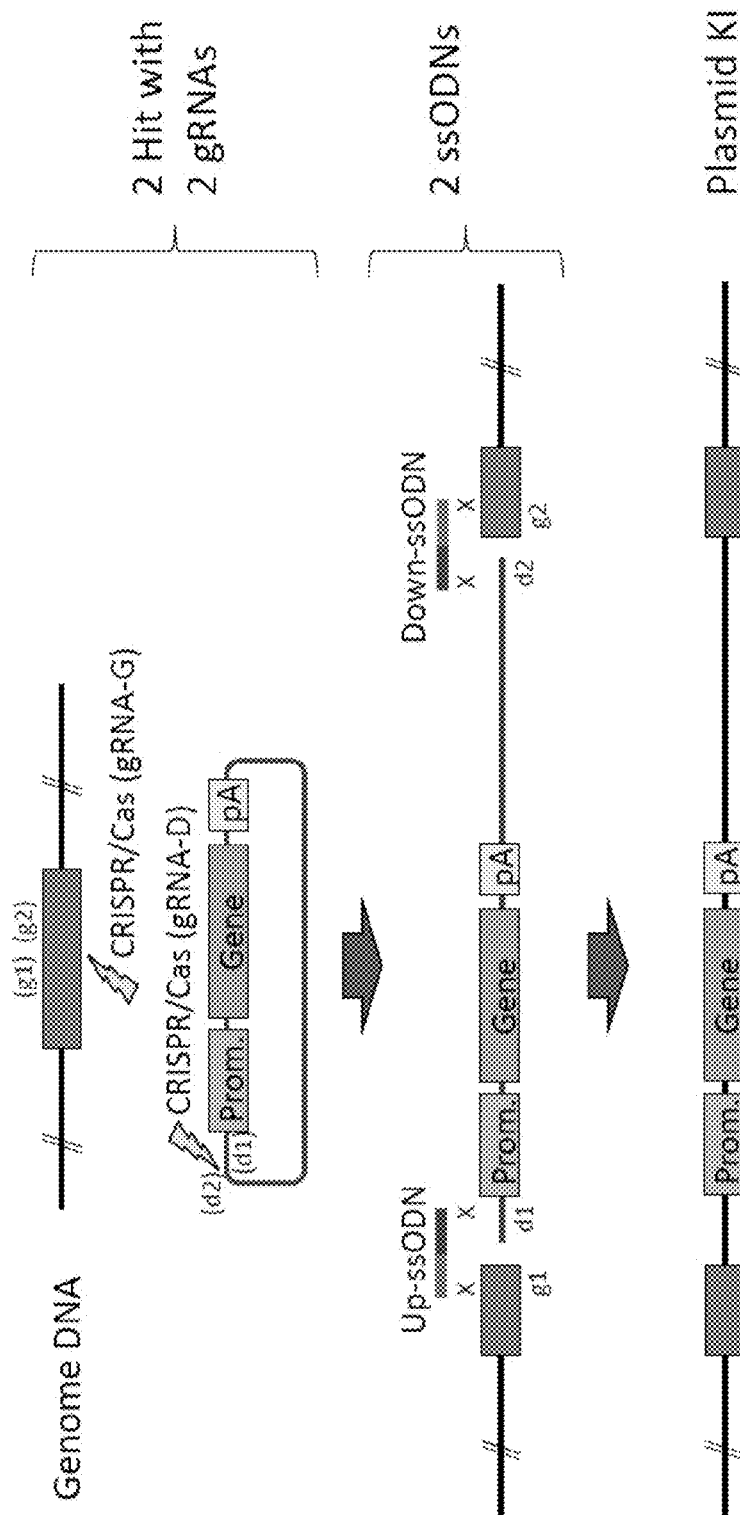 Genome DNA
(g1) (g2)
CRISPR/Cas (gRNA-G)
2 Hit with
2 gRNAs
CRISPR/Cas (gRNA-D)
(d2)
(d1)
Prom.
Gene
pA
Up-ssODN
Down-ssODN
2 ssODNs
X X
X X
g1
d1
Prom.
Gene
pA
d2
g2
Prom.
Gene
pA
Plasmid KI